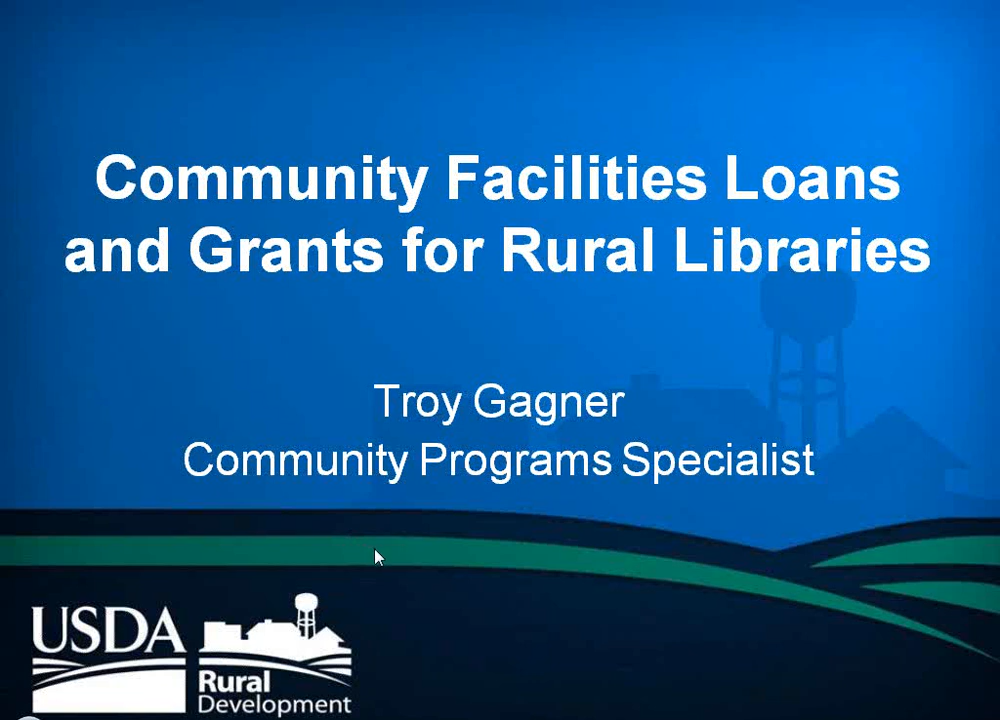 Community Facilities Loans
and Grants for Rural Libraries
Troy Gagner
Community Programs Specialist
USDA
Rural
Development